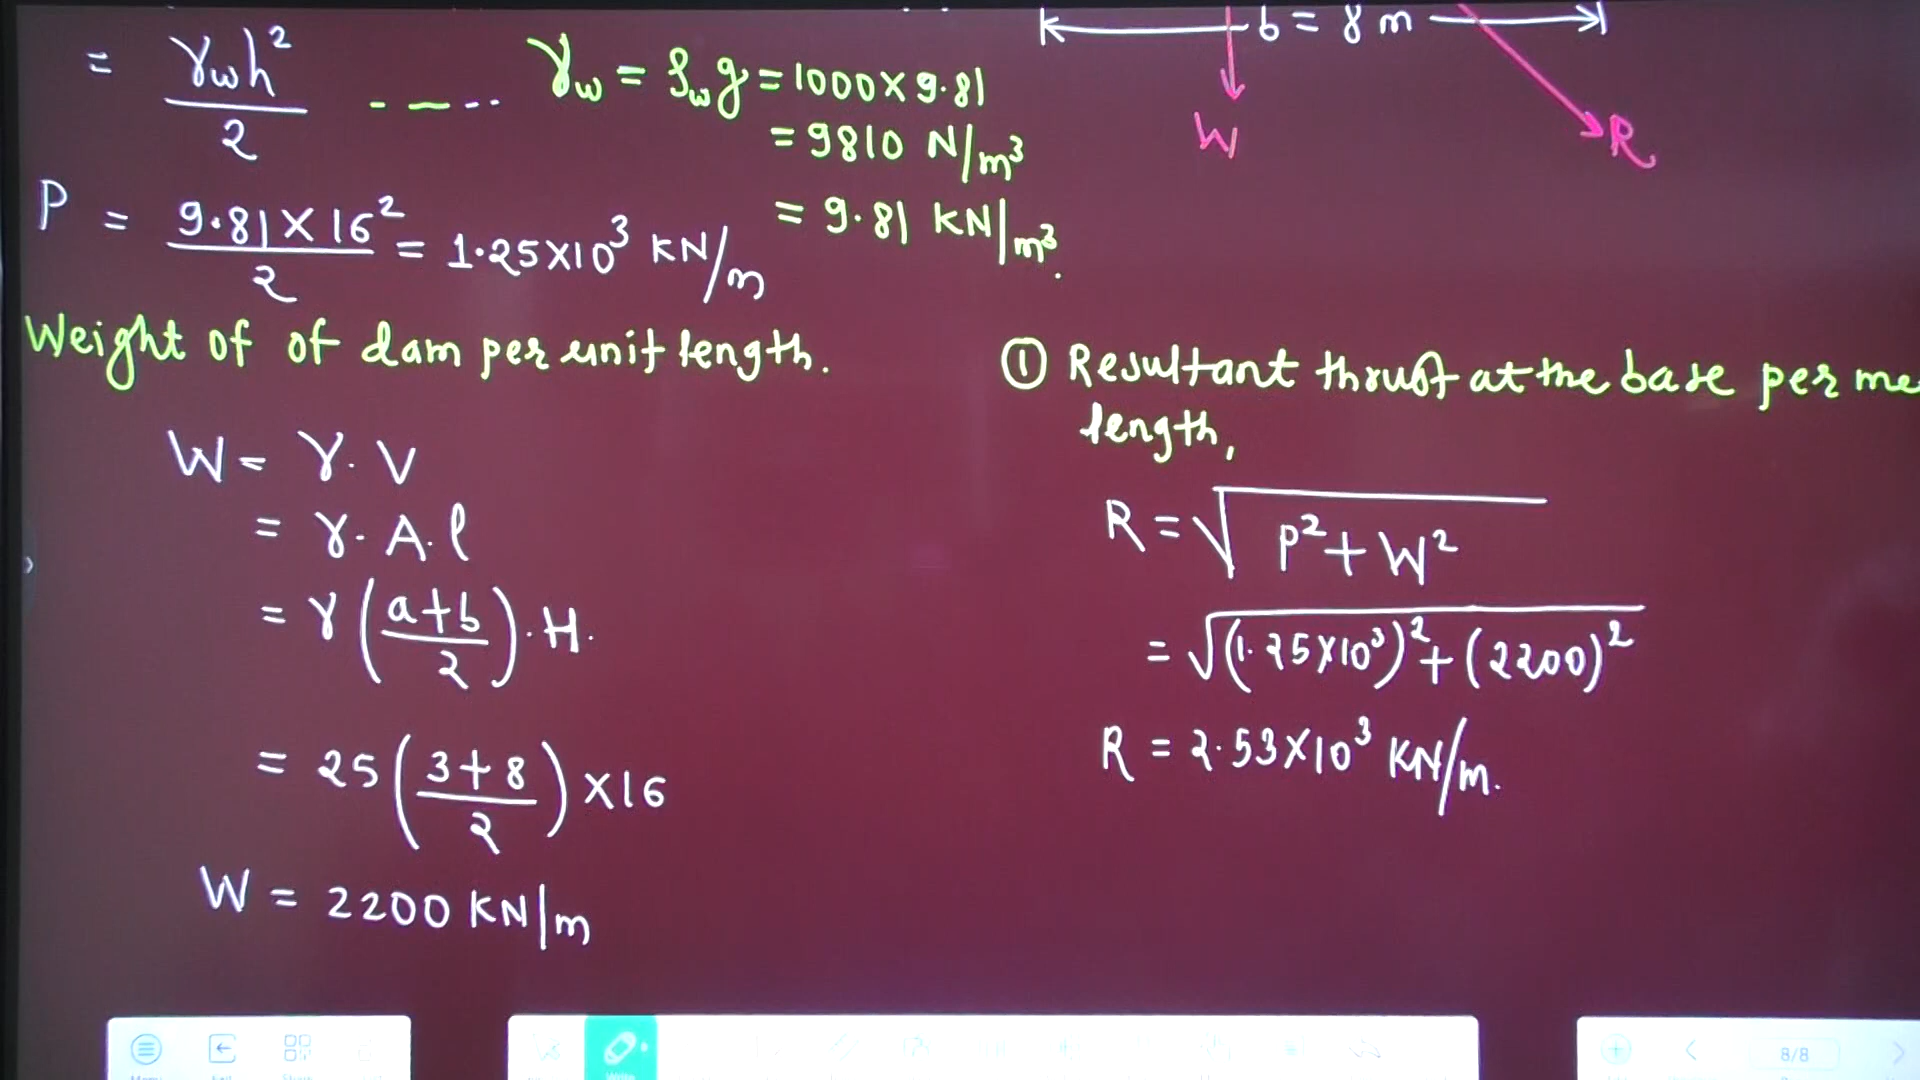 b = 8 m
W
R
= γwh²/2 ---- γw = ρw g = 1000×9.81
= 9810 N/m³
= 9.81 KN/m³.
P = 9.81×16²/2 = 1.25×10³ KN/m
Weight of of dam per unit length.
W = γ.V
= γ.A.l
= γ(a+b/2).H.
= 25(3+8/2)×16
W = 2200 KN/m
① Resultant thrust at the base per me
length,
R = √P²+W²
= √(1.25×10³)²+(2200)²
R = 2.53×10³ KN/m.
8/8